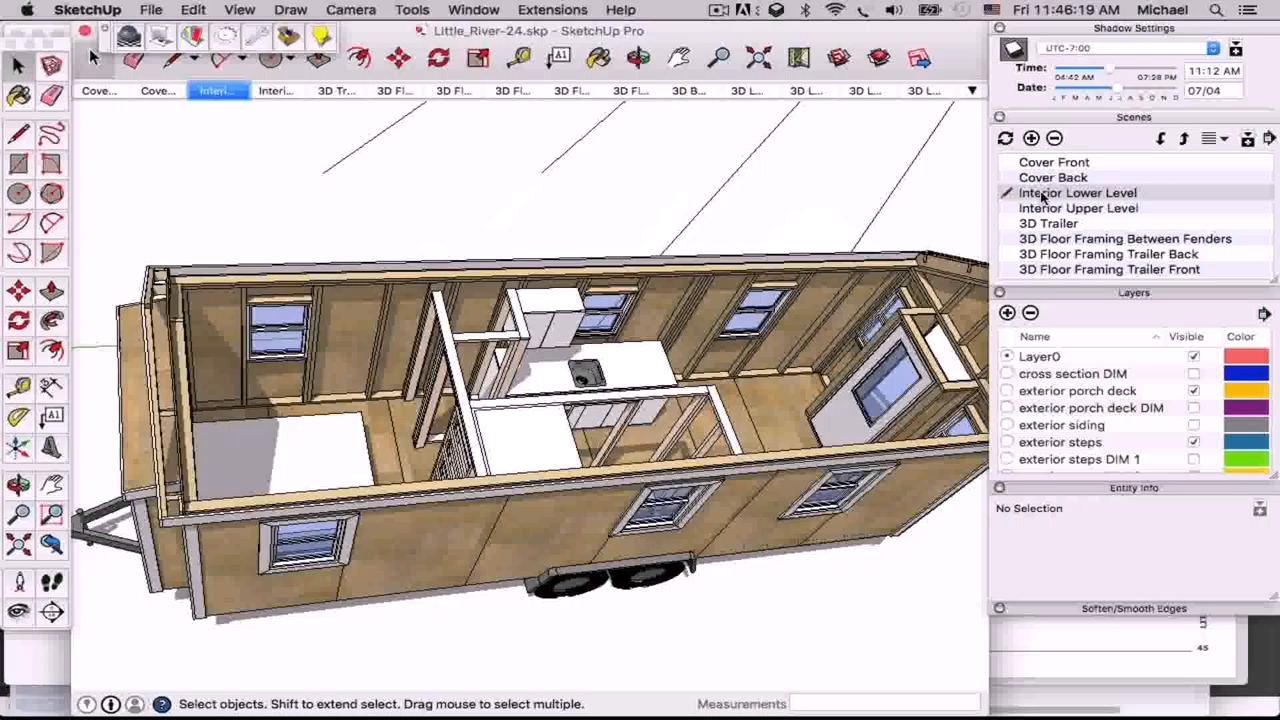 SketchUp File Edit View Draw Camera Tools Window Extensions Help Fri 11:46:19 AM Michael
Little_River-24.skp - SketchUp Pro
A1
Cove... Cove... Interi... Interi... 3D Tr... 3D Fl... 3D Fl... 3D Fl... 3D Fl... 3D Fl... 3D B... 3D L... 3D L... 3D L... 3D L...
Shadow Settings
UTC-7:00
Time: 04:42 AM 07:28 PM 11:12 AM
Date: J F M A M J J A S O N D 07/04
Scenes
Cover Front
Cover Back
Interior Lower Level
Interior Upper Level
3D Trailer
3D Floor Framing Between Fenders
3D Floor Framing Trailer Back
3D Floor Framing Trailer Front
Layers
Name Visible Color
Layer0
cross section DIM
exterior porch deck
exterior porch deck DIM
exterior siding
exterior steps
exterior steps DIM 1
Entity Info
No Selection
Soften/Smooth Edges
45
A1
Select objects. Shift to extend select. Drag mouse to select multiple. Measurements